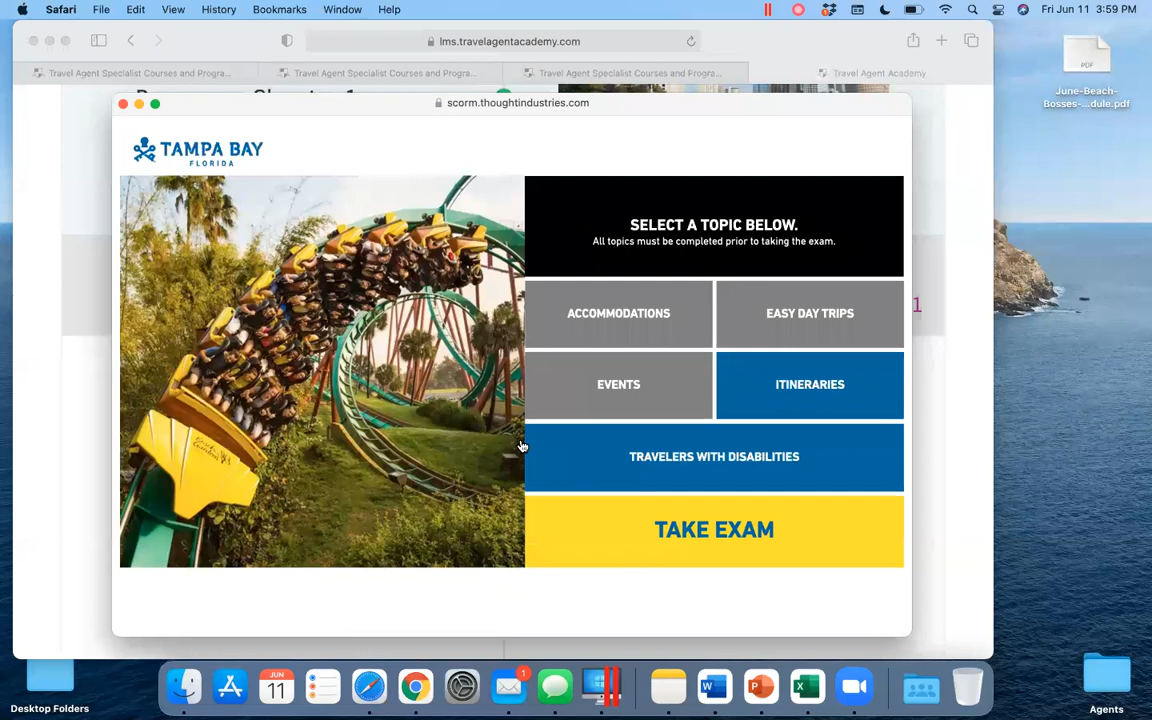 Safari File Edit View History Bookmarks Window Help Fri Jun 11 3:59 PM
lms.travelagentacademy.com
Travel Agent Specialist Courses and Progra... Travel Agent Specialist Courses and Progra... Travel Agent Specialist Courses and Progra... Travel Agent Academy
scorm.thoughtindustries.com
TAMPA BAY
FLORIDA
SELECT A TOPIC BELOW.
All topics must be completed prior to taking the exam.
ACCOMMODATIONS EASY DAY TRIPS
1
EVENTS ITINERARIES
TRAVELERS WITH DISABILITIES
TAKE EXAM
PDF
June-Beach-
Bosses-...dule.pdf
JUN
11
1
Desktop Folders
Agents